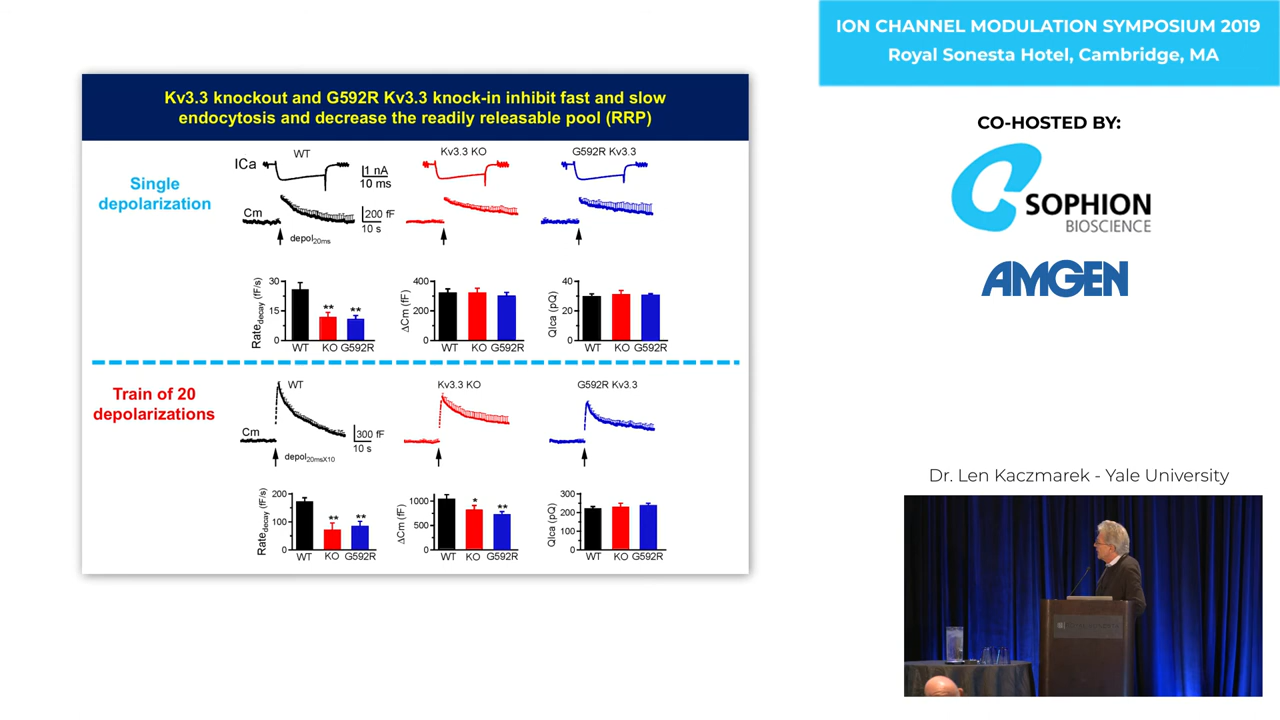 ION CHANNEL MODULATION SYMPOSIUM 2019
Royal Sonesta Hotel, Cambridge, MA
CO-HOSTED BY:
SOPHION
BIOSCIENCE
AMGEN
Kv3.3 knockout and G592R Kv3.3 knock-in inhibit fast and slow
endocytosis and decrease the readily releasable pool (RRP)
Single
depolarization
WT
Kv3.3 KO
G592R Kv3.3
ICa
1 nA
10 ms
Cm
200 fF
10 s
depol20ms
Ratedecay (fF/s)
30
15
0
** **
WT KO G592R
ΔCm (fF)
400
200
0
WT KO G592R
QIca (pQ)
40
20
0
WT KO G592R
Train of 20
depolarizations
WT
Kv3.3 KO
G592R Kv3.3
Cm
300 fF
10 s
depol20msX10
Ratedecay (fF/s)
200
100
0
** **
WT KO G592R
ΔCm (fF)
1000
500
0
* **
WT KO G592R
QIca (pQ)
300
200
100
0
WT KO G592R
Dr. Len Kaczmarek - Yale University